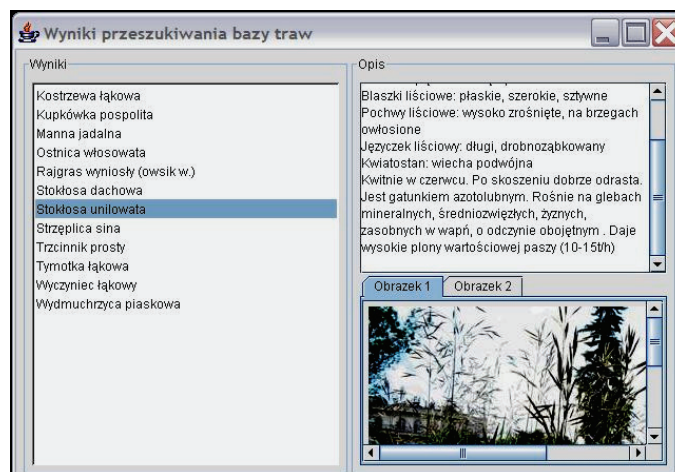 Wyniki przeszukiwania bazy traw
Wyniki
Kostrzewa łąkowa
Kupkówka pospolita
Manna jadalna
Ostnica włosowata
Rajgras wyniosły (owsik w.)
Stokłosa dachowa
Stokłosa unilowata
Strzęplica sina
Trzcinnik prosty
Tymotka łąkowa
Wyczyniec łąkowy
Wydmuchrzyca piaskowa
Opis
Blaszki liściowe: płaskie, szerokie, sztywne
Pochwy liściowe: wysoko zrośnięte, na brzegach
owłosione
Języczek liściowy: długi, drobnoząbkowany
Kwiatostan: wiecha podwójna
Kwitnie w czerwcu. Po skoszeniu dobrze odrasta.
Jest gatunkiem azotolubnym. Rośnie na glebach
mineralnych, średniozwięzłych, żyznych,
zasobnych w wapń, o odczynie obojętnym . Daje
wysokie plony wartościowej paszy (10-15t/h)
Obrazek 1
Obrazek 2